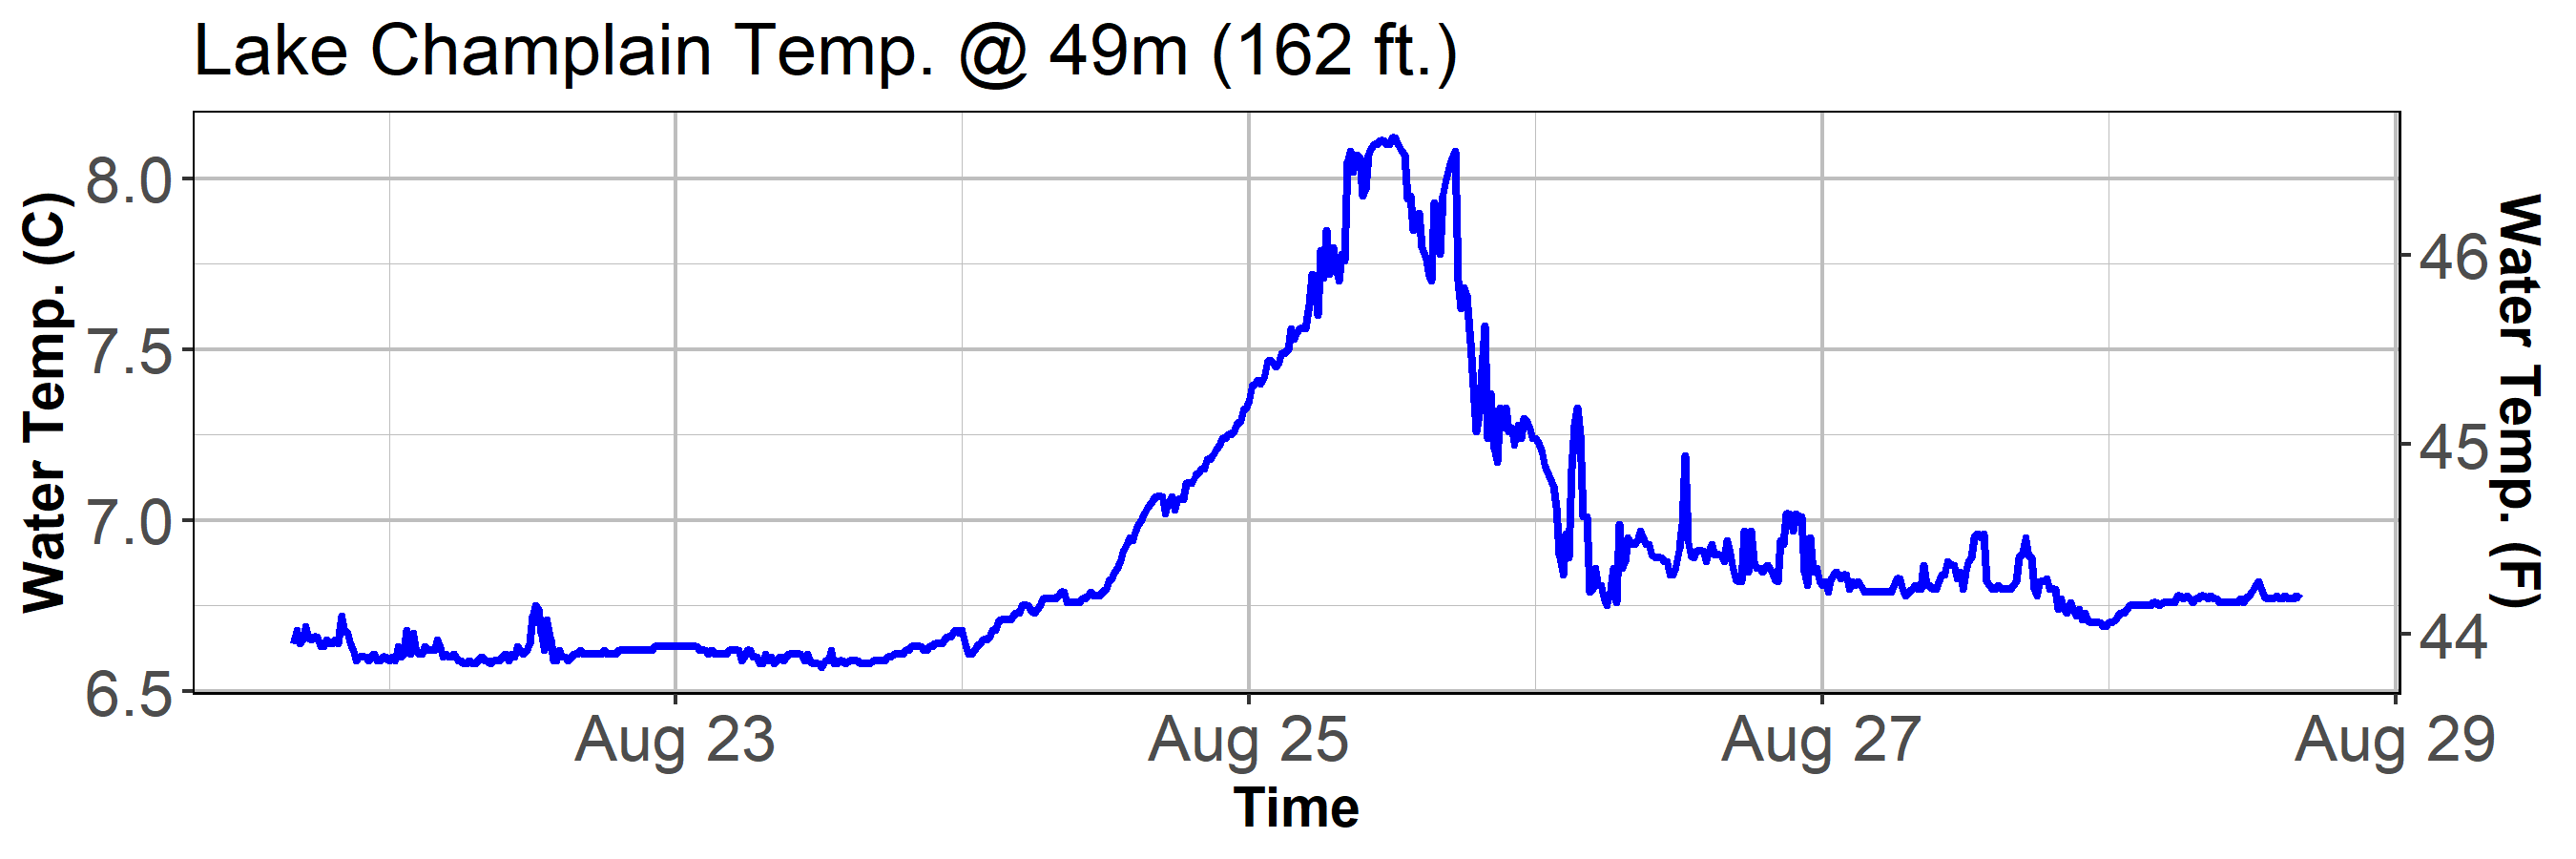 Lake Champlain Temp. @ 49m (162 ft.)
Water Temp. (C)
8.0
7.5
7.0
6.5
46
45
44
Water Temp. (F)
Aug 23
Aug 25
Aug 27
Aug 29
Time